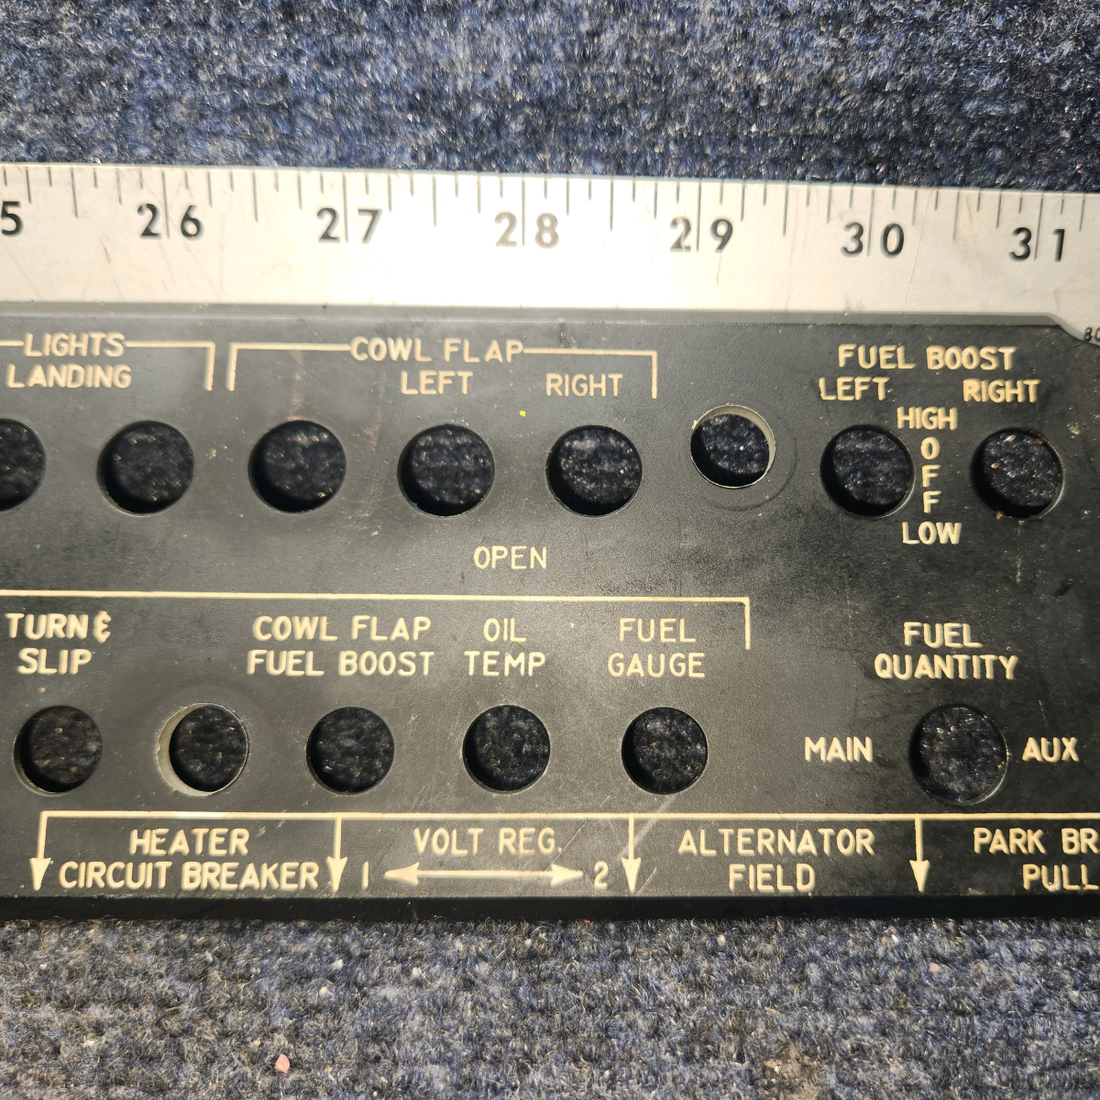 5 26 27 28 29 30 31
80
LIGHTS
LANDING
COWL FLAP
LEFT RIGHT
FUEL BOOST
LEFT RIGHT
HIGH
O
F
F
LOW
OPEN
TURN &
SLIP
COWL FLAP
FUEL BOOST
OIL
TEMP
FUEL
GAUGE
FUEL
QUANTITY
MAIN AUX
HEATER
CIRCUIT BREAKER
VOLT REG.
1 2
ALTERNATOR
FIELD
PARK BR
PULL